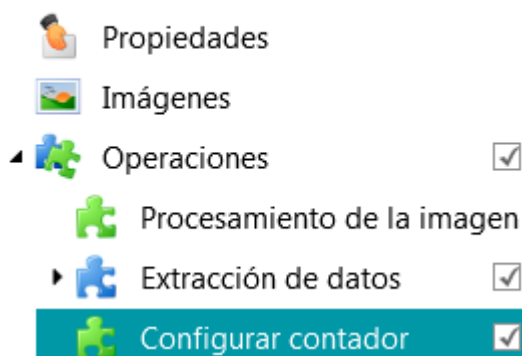 Propiedades
Imágenes
Operaciones
Procesamiento de la imagen
Extracción de datos
Configurar contador